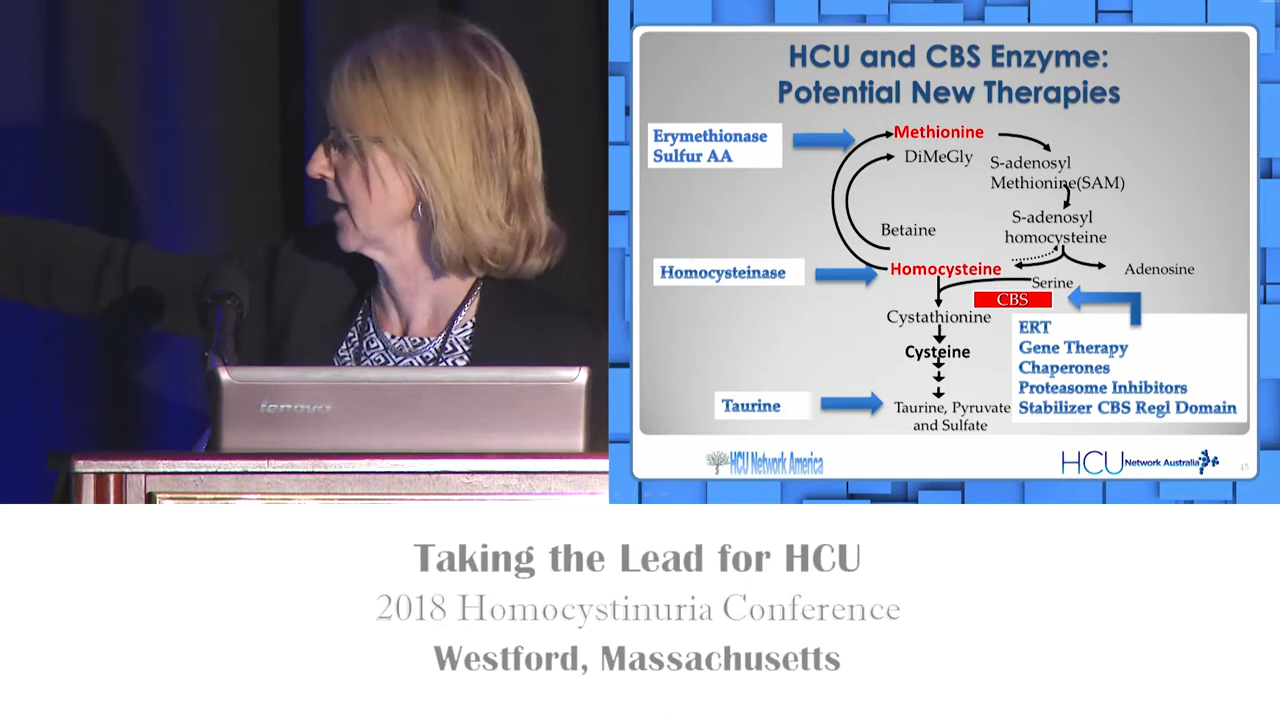 lenovo
HCU and CBS Enzyme:
Potential New Therapies
Erymethionase
Sulfur AA
Methionine
DiMeGly
S-adenosyl
Methionine(SAM)
Betaine
S-adenosyl
homocysteine
Homocysteinase
Homocysteine
Adenosine
Serine
CBS
Cystathionine
ERT
Gene Therapy
Chaperones
Proteasome Inhibitors
Stabilizer CBS Regl Domain
Cysteine
Taurine
Taurine, Pyruvate
and Sulfate
HCU Network America
HCU Network Australia
45
Taking the Lead for HCU
2018 Homocystinuria Conference
Westford, Massachusetts